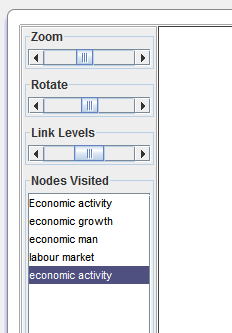 Zoom
Rotate
Link Levels
Nodes Visited
Economic activity
economic growth
economic man
labour market
economic activity